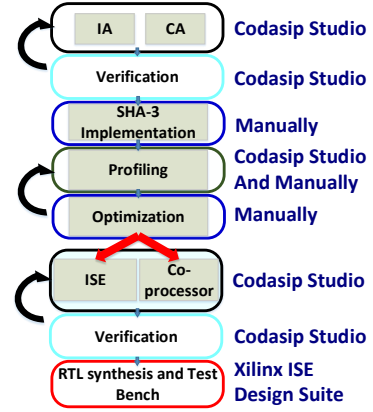 IA CA Codasip Studio
Verification Codasip Studio
SHA-3
Implementation Manually
Profiling Codasip Studio
And Manually
Optimization Manually
ISE Co-
processor Codasip Studio
Verification Codasip Studio
RTL synthesis and Test
Bench
Xilinx ISE
Design Suite